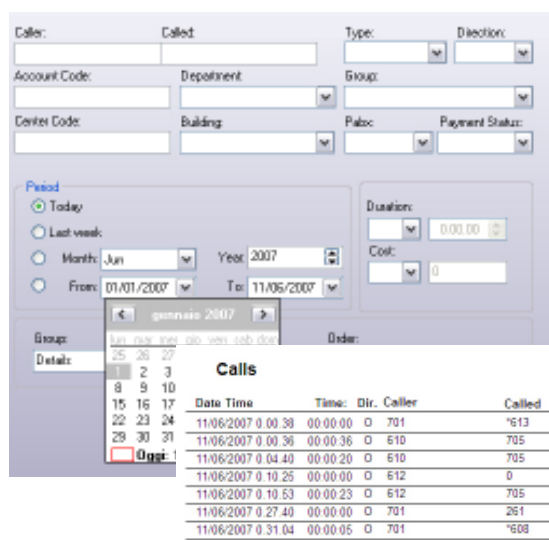 Caller: Called: Type: Direction:
Account Code: Department: Group:
Center Code: Building: Pabx: Payment Status:
Period
Today
Last week
Month: Jun Year: 2007
From: 01/01/2007 To: 11/06/2007
Duration:
0.00.00
Cost:
0
gennaio 2007
lun mar mer gio ven sab dom
25 26 27
1 2 3
8 9 10
15 16 17
22 23 24
29 30 31
Oggi:
Group: Order:
Details
Calls
Date Time Time: Dir. Caller Called
11/06/2007 0.00.38 00:00:00 O 701 *613
11/06/2007 0.00.36 00:00:36 O 610 705
11/06/2007 0.04.40 00:00:20 O 610 705
11/06/2007 0.10.25 00:00:00 O 612 0
11/06/2007 0.10.53 00:00:23 O 612 705
11/06/2007 0.27.40 00:00:00 O 701 261
11/06/2007 0.31.04 00:00:05 O 701 *608